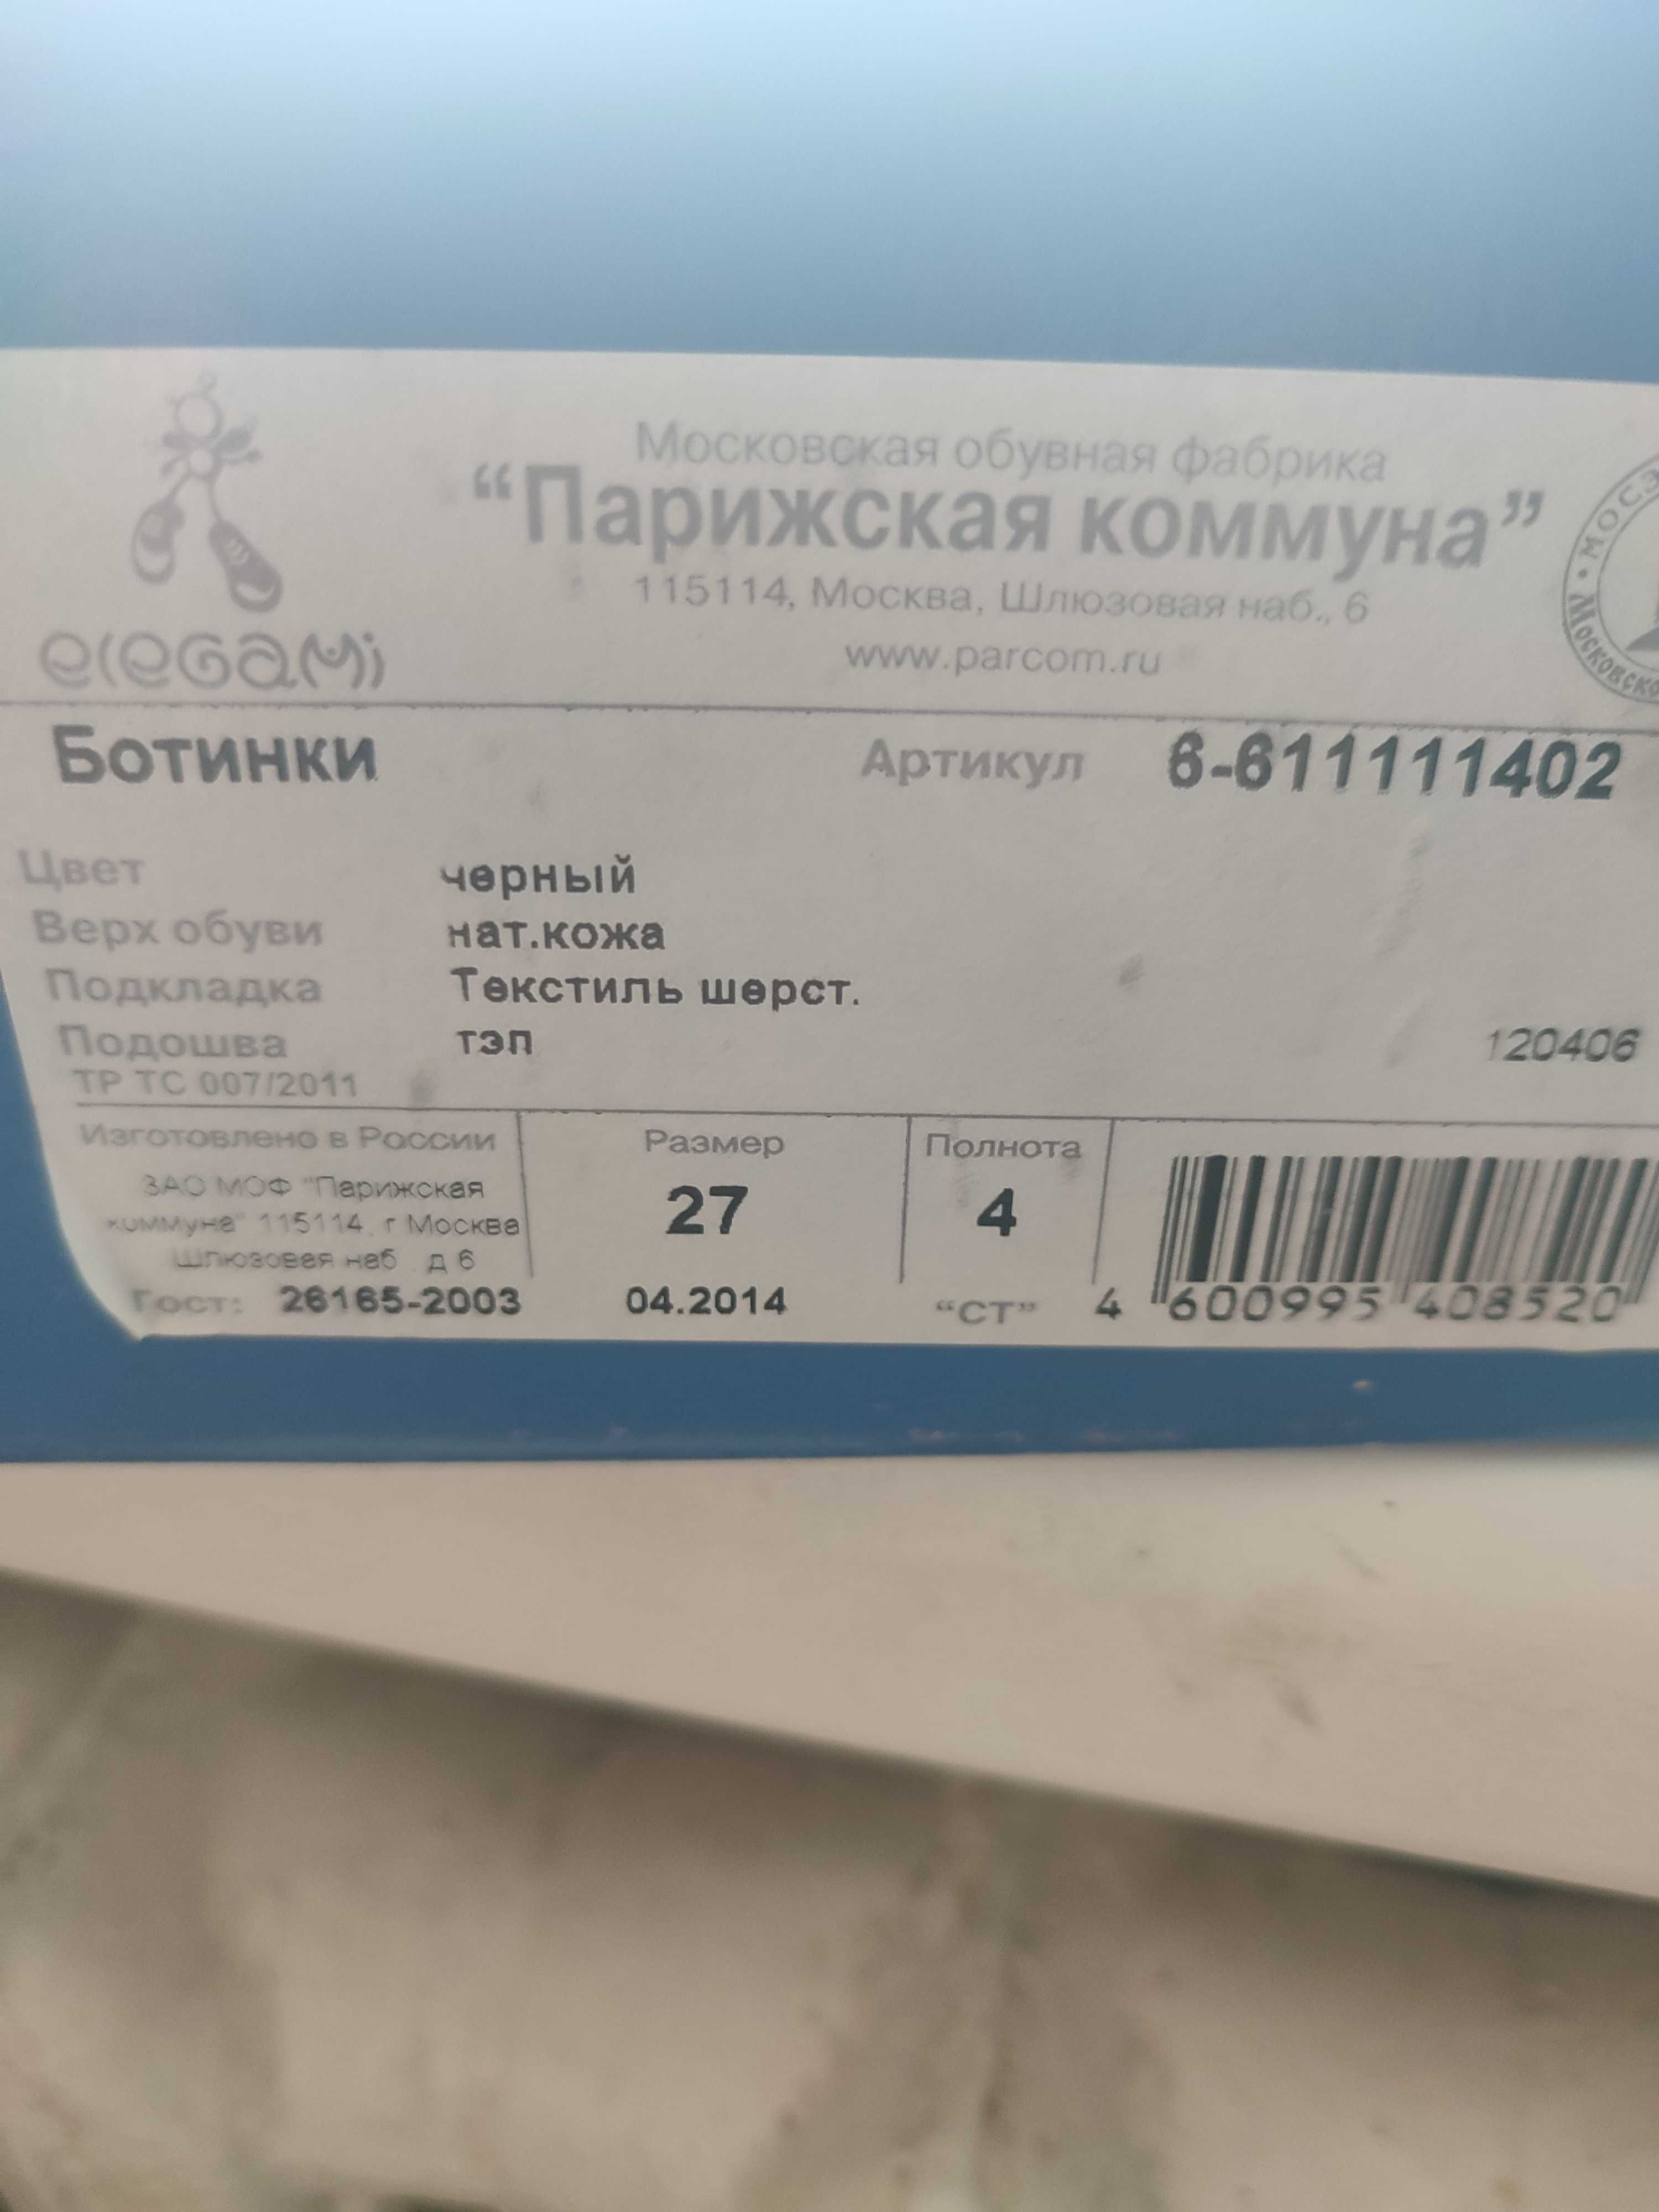 Московская обувная фабрика
“Парижская коммуна”
115114, Москва, Шлюзовая наб., 6
www.parcom.ru
elegami
МОСЭ
Московско
Ботинки Артикул 6-611111402
Цвет черный
Верх обуви нат.кожа
Подкладка Текстиль шерст.
Подошва тэп 120406
ТР ТС 007/2011
Изготовлено в России Размер Полнота
ЗАО МОФ "Парижская
коммуна" 115114, г Москва 27 4
Шлюзовая наб д 6
Гост: 26165-2003 04.2014 “СТ” 4 600995 408520